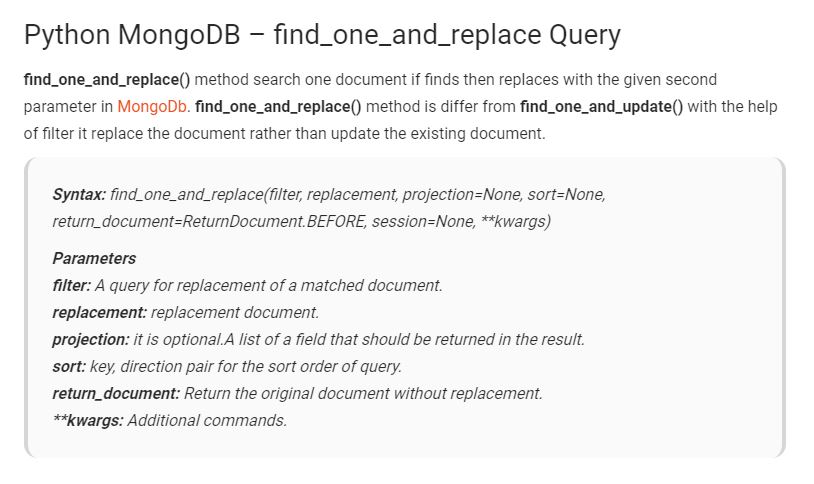 Python MongoDB – find_one_and_replace Query
find_one_and_replace() method search one document if finds then replaces with the given second
parameter in MongoDb. find_one_and_replace() method is differ from find_one_and_update() with the help
of filter it replace the document rather than update the existing document.
Syntax: find_one_and_replace(filter, replacement, projection=None, sort=None,
return_document=ReturnDocument.BEFORE, session=None, **kwargs)
Parameters
filter: A query for replacement of a matched document.
replacement: replacement document.
projection: it is optional.A list of a field that should be returned in the result.
sort: key, direction pair for the sort order of query.
return_document: Return the original document without replacement.
**kwargs: Additional commands.